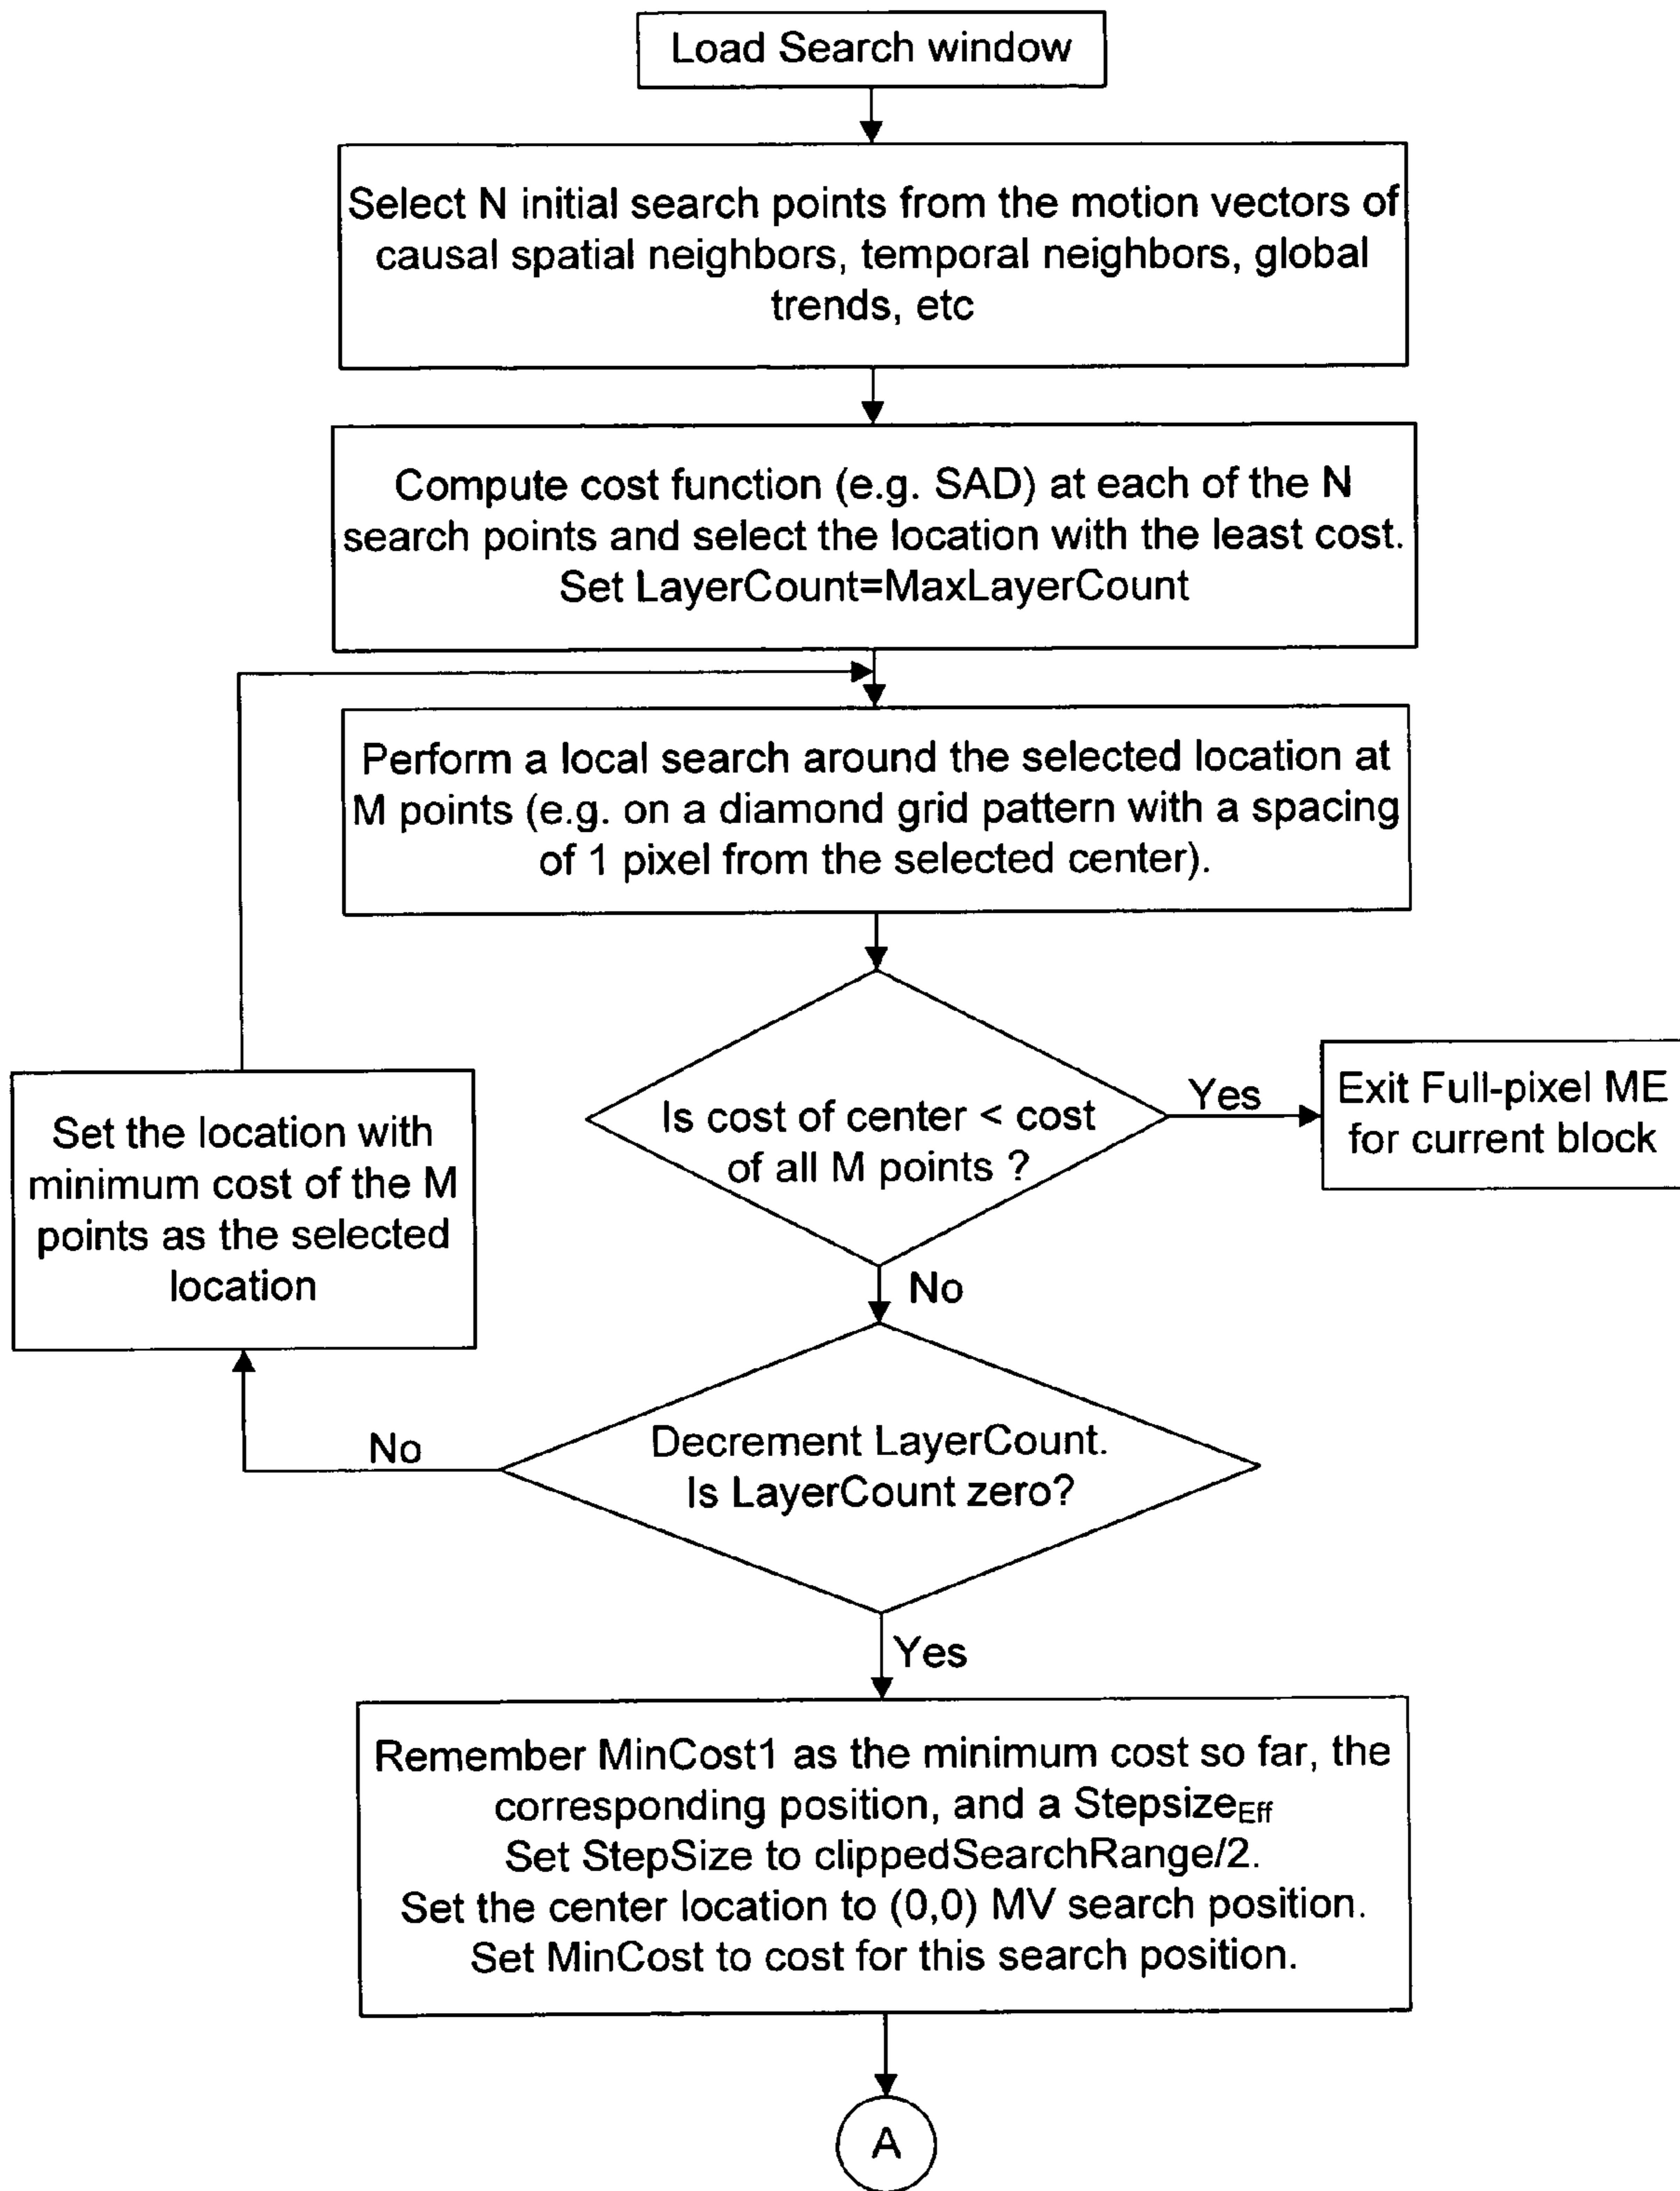 Load Search window
Select N initial search points from the motion vectors of
causal spatial neighbors, temporal neighbors, global
trends, etc
Compute cost function (e.g. SAD) at each of the N
search points and select the location with the least cost.
Set LayerCount=MaxLayerCount
Perform a local search around the selected location at
M points (e.g. on a diamond grid pattern with a spacing
of 1 pixel from the selected center).
Is cost of center < cost
of all M points ?
Yes
Exit Full-pixel ME
for current block
No
Set the location with
minimum cost of the M
points as the selected
location
Decrement LayerCount.
Is LayerCount zero?
No
Yes
Remember MinCost1 as the minimum cost so far, the
corresponding position, and a StepsizeEff
Set StepSize to clippedSearchRange/2.
Set the center location to (0,0) MV search position.
Set MinCost to cost for this search position.
A